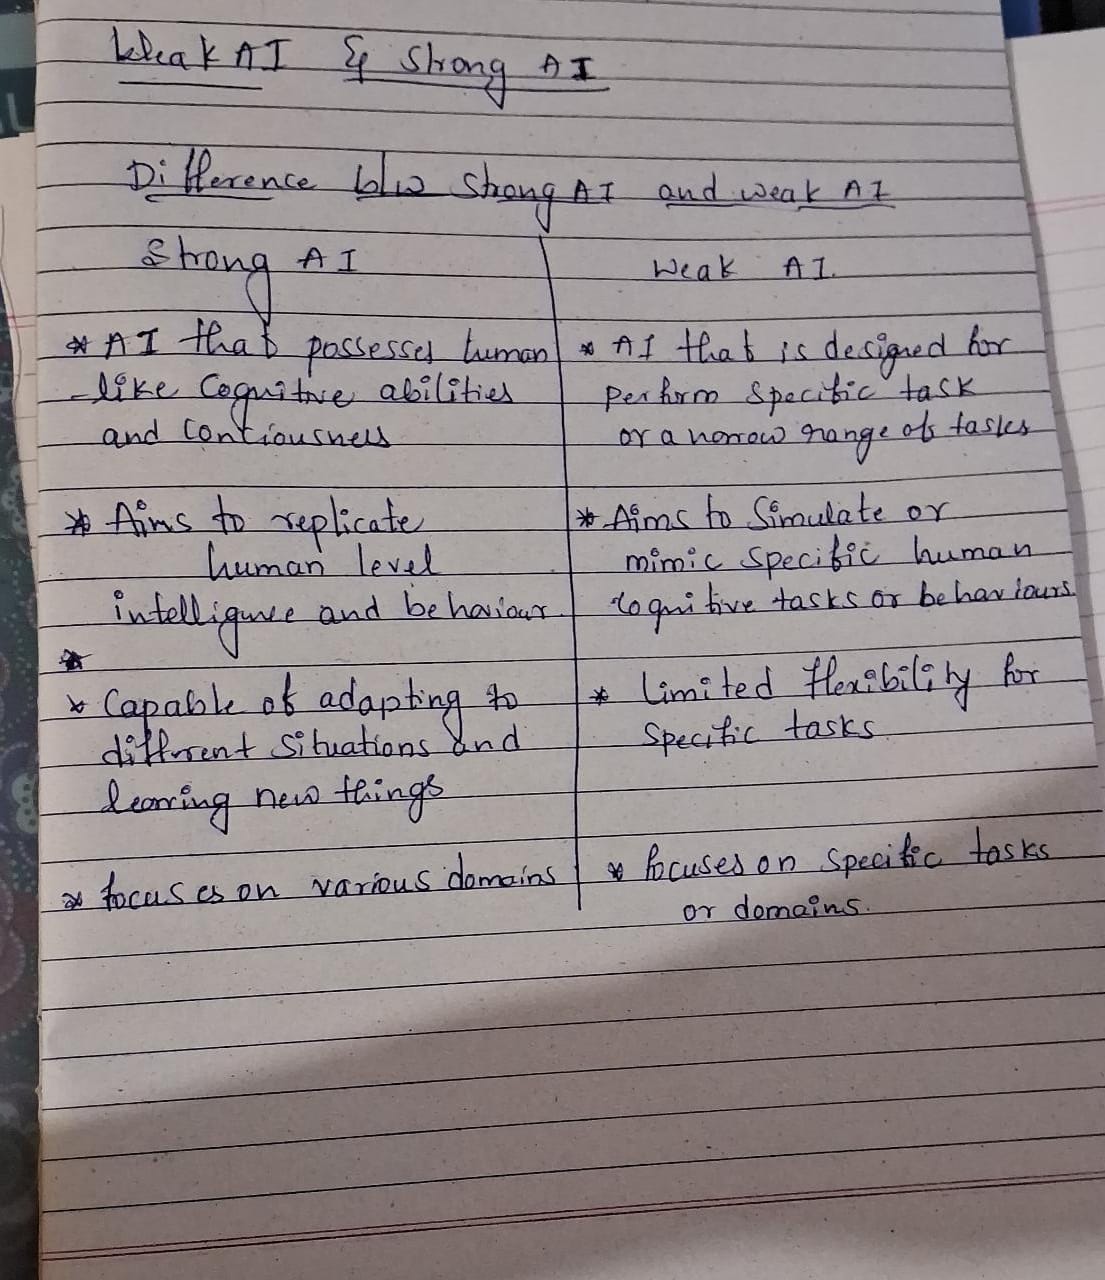 Weak AI & Strong AI
Difference b/w Strong AI and weak AI
Strong AI
* AI that possesses human
-like Cognitive abilities
and Contiousness
* Aims to replicate
human level
intelligence and behaviour.
*
* Capable of adapting to
different situations and
learning new things
* focuses on various domains
Weak AI.
* AI that is designed for
perform specific task
or a narrow range of tasks
* Aims to Simulate or
mimic specific human
cognitive tasks or behaviours.
* limited flexibility for
specific tasks.
* focuses on specific tasks
or domains.